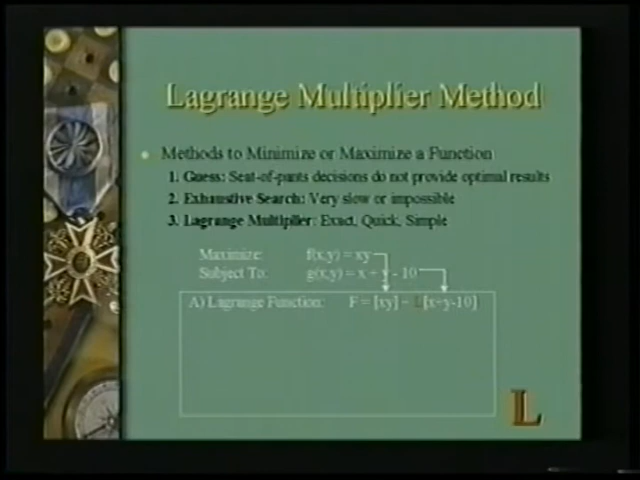 Lagrange Multiplier Method
Methods to Minimize or Maximize a Function
1. Guess: Seat-of-pants decisions do not provide optimal results
2. Exhaustive Search: Very slow or impossible
3. Lagrange Multiplier: Exact, Quick, Simple
Maximize: f(x,y) = xy
Subject To: g(x,y) = x + y - 10
A) Lagrange Function: F = [xy] - L[x+y-10]
L